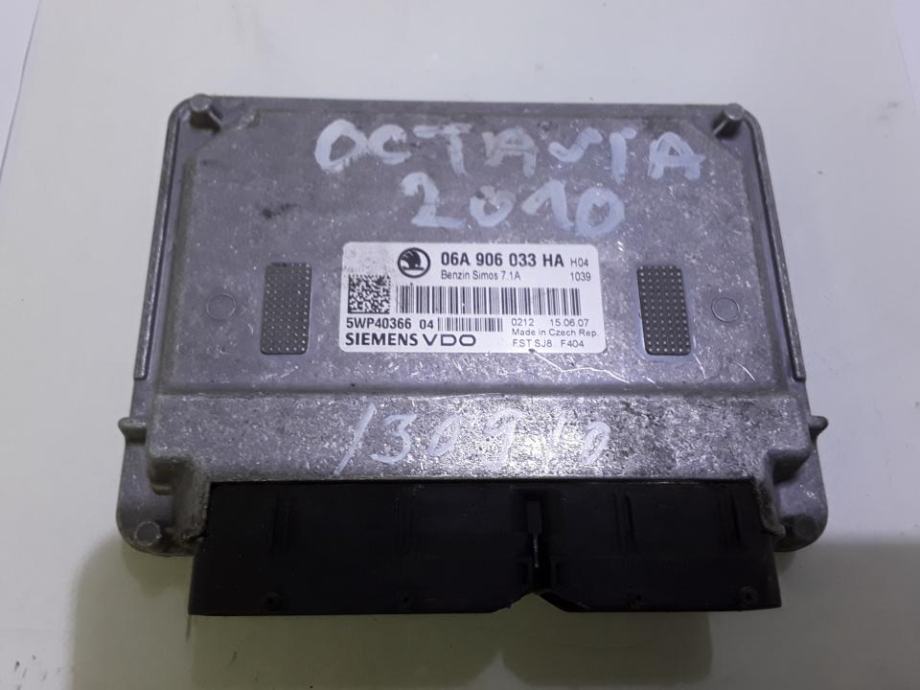 OCTAVIA
2010
06A 906 033 HA H04
Benzin Simos 7.1A 1039
5WP40366 04 0212 15.06.07
Made in Czech Rep.
SIEMENS VDO FST SJ8 F404
130910